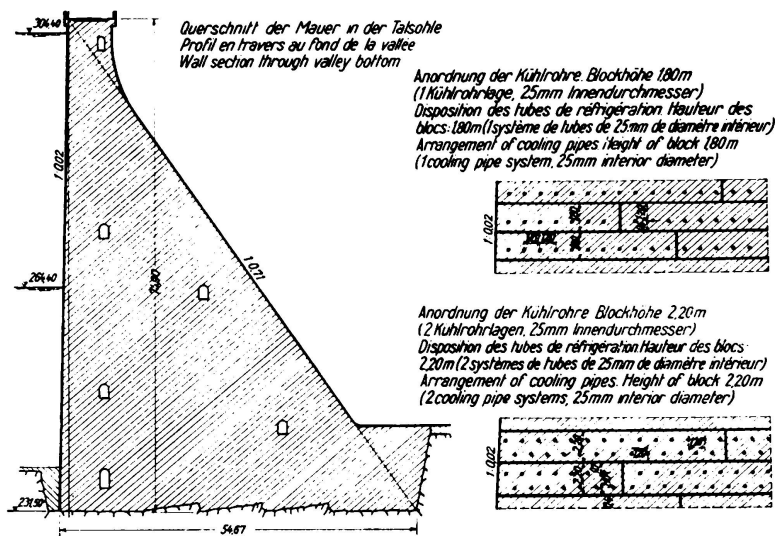 304,40
Querschnitt der Mauer in der Talsohle
Profil en travers au fond de la vallée
Wall section through valley bottom
1:0,02
264,40
1:0,71
231,50
54,67
Anordnung der Kühlrohre. Blockhöhe 1,80m
(1 Kühlrohrlage, 25mm Innendurchmesser)
Disposition des tubes de réfrigération. Hauteur des
blocs: 1,80m (1 système de tubes de 25mm de diamètre intérieur)
Arrangement of cooling pipes Height of block 1,80m
(1 cooling pipe system, 25mm interior diameter)
1:0,02
Anordnung der Kühlrohre Blockhöhe 2,20m
(2 Kühlrohrlagen, 25mm Innendurchmesser)
Disposition des tubes de réfrigération. Hauteur des blocs
2,20m (2 systèmes de tubes de 25mm de diamètre intérieur)
Arrangement of cooling pipes. Height of block 2,20m
(2 cooling pipe systems, 25mm interior diameter)
1:0,02